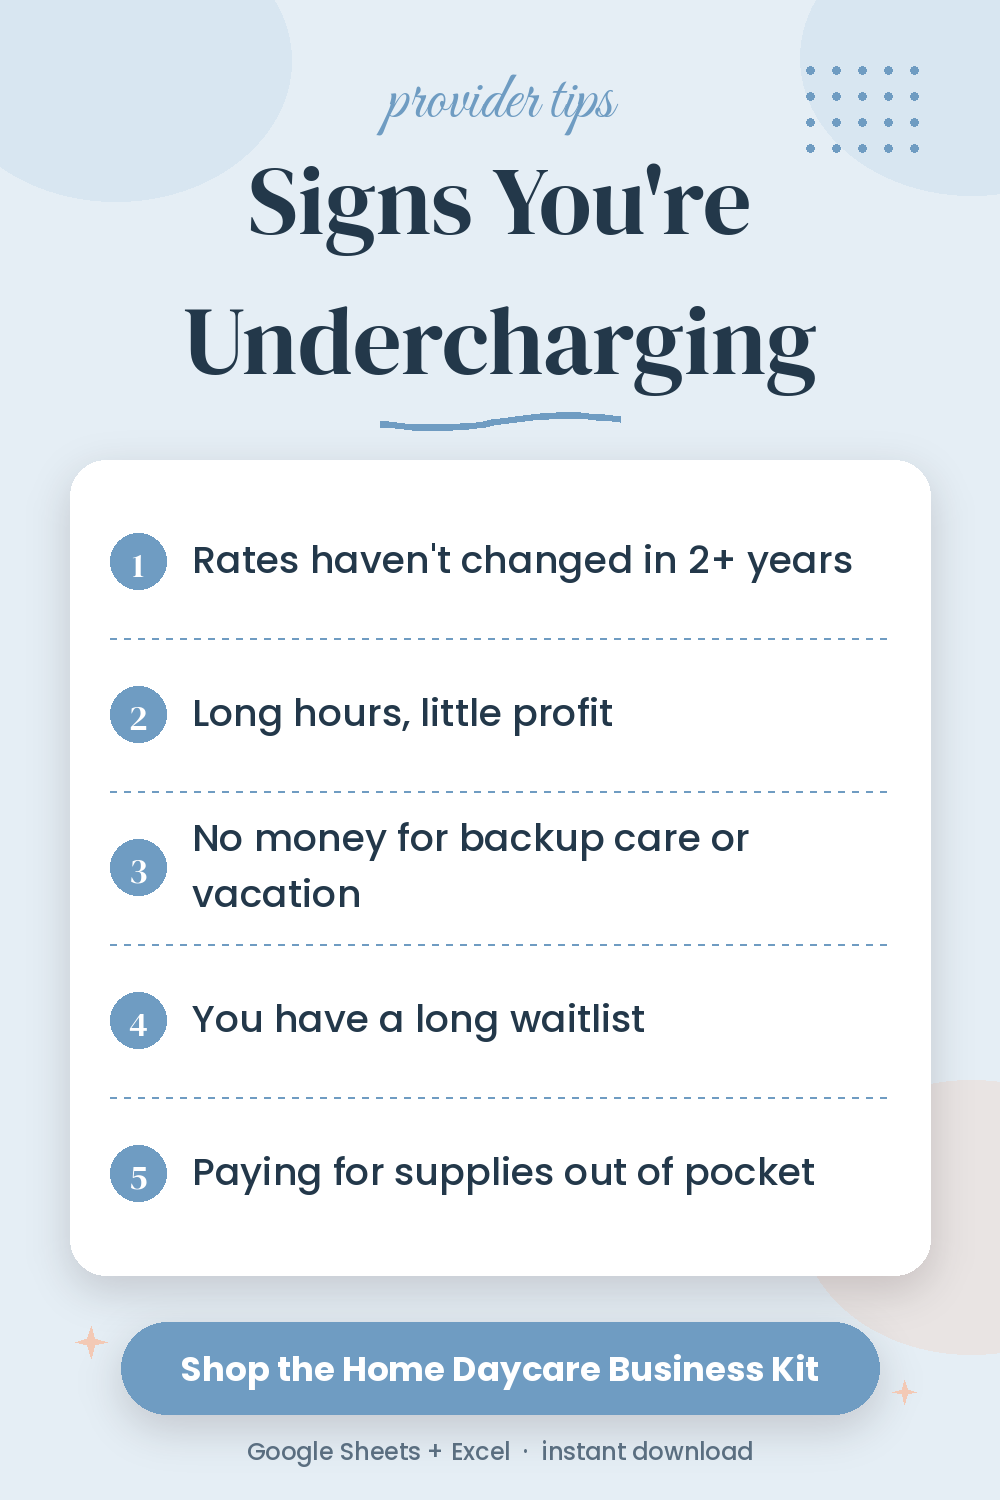 provider tips
Signs You're
Undercharging
1 Rates haven't changed in 2+ years
2 Long hours, little profit
3 No money for backup care or
vacation
4 You have a long waitlist
5 Paying for supplies out of pocket
Shop the Home Daycare Business Kit
Google Sheets + Excel · instant download